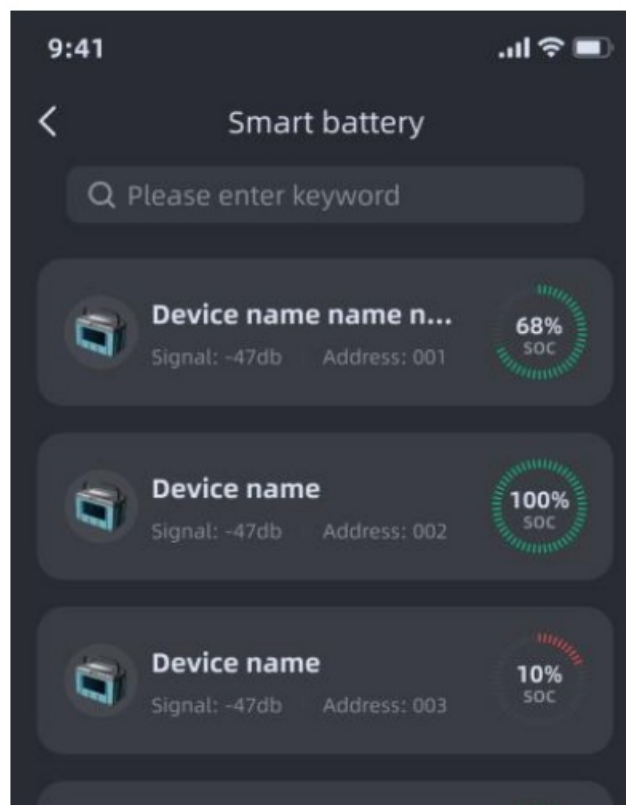 9:41
Smart battery
Please enter keyword
Device name name n...
Signal: -47db Address: 001
68%
SOC
Device name
Signal: -47db Address: 002
100%
SOC
Device name
Signal: -47db Address: 003
10%
SOC